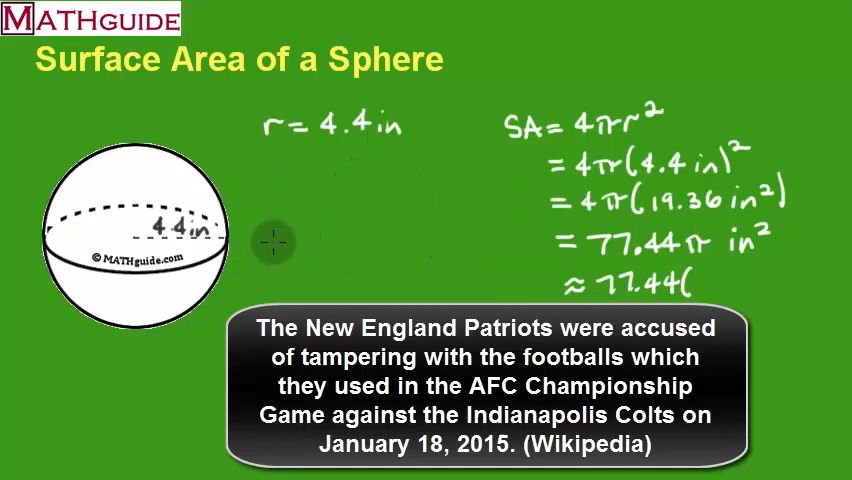 MATHGUIDE
Surface Area of a Sphere
r = 4.4 in
SA = 4πr²
= 4π(4.4 in)²
= 4π(19.36 in²)
= 77.44π in²
≈ 77.44(
4.4 in
© MATHguide.com
The New England Patriots were accused
of tampering with the footballs which
they used in the AFC Championship
Game against the Indianapolis Colts on
January 18, 2015. (Wikipedia)